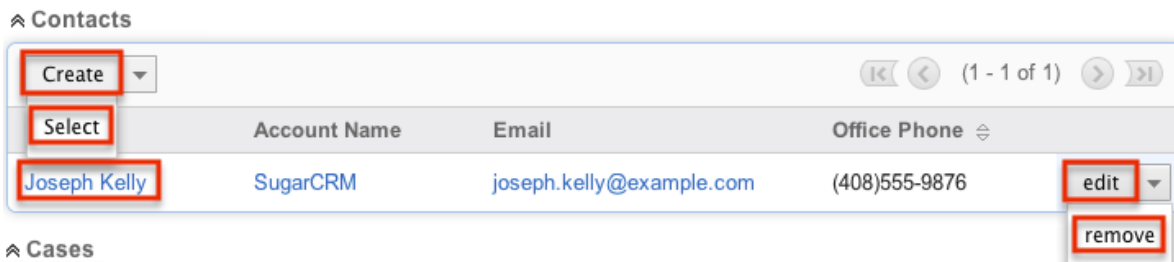 Contacts
Create (1 - 1 of 1)
Select Account Name Email Office Phone
Joseph Kelly SugarCRM joseph.kelly@example.com (408)555-9876 edit
remove
Cases